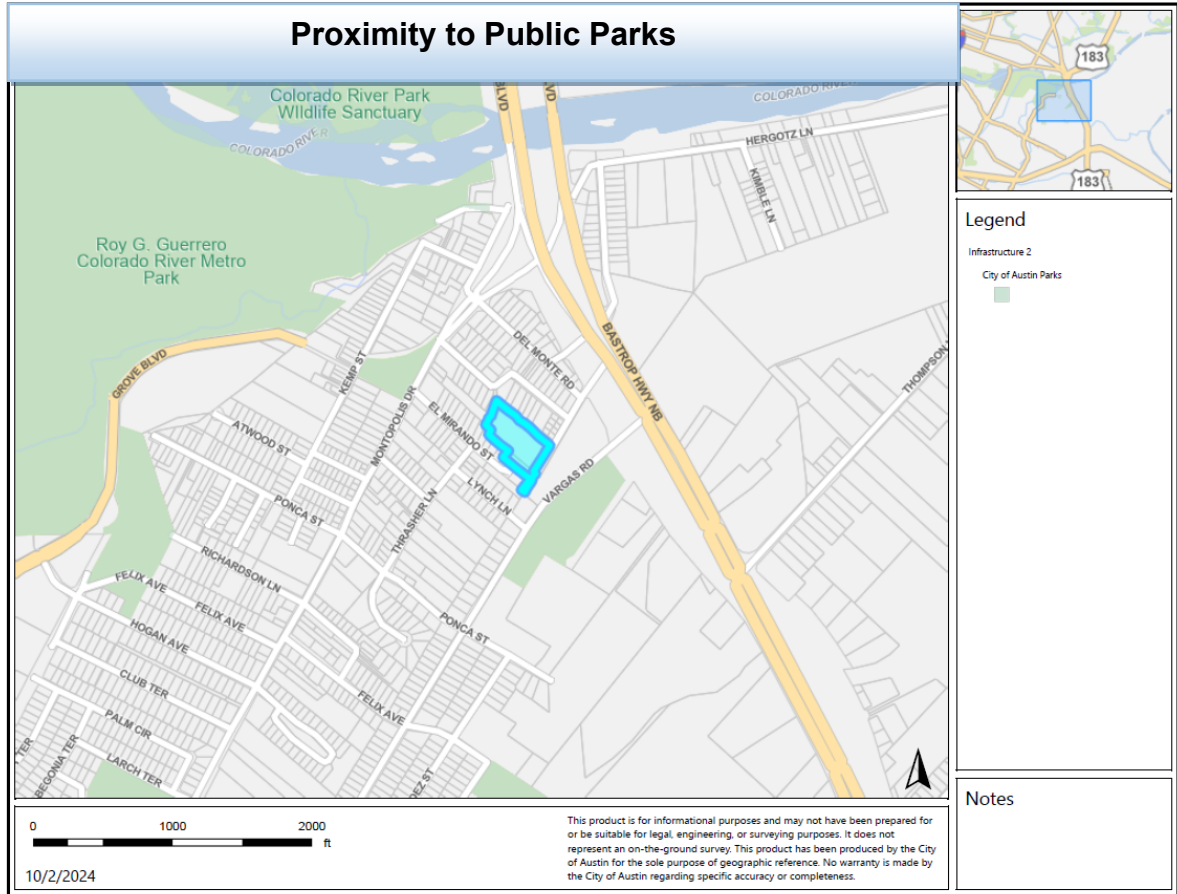 Proximity to Public Parks
183
183
BLVD
VD
Colorado River Park
WIldlife Sanctuary
COLORADO RIVER
COLORADO RIVER
HERGOTZ LN
KIMBLE LN
Roy G. Guerrero
Colorado River Metro
Park
GROVE BLVD
KEMP ST
MONTOPOLIS DR
DEL MONTE RD
BASTROP HWY NB
THOMPSON
ATWOOD ST
EL MIRANDO ST
VARGAS RD
LYNCH LN
PONCA ST
THRASHER LN
RICHARDSON LN
FELIX AVE
FELIX AVE
PONCA ST
HOGAN AVE
CLUB TER
FELIX AVE
PALM CIR
LARCH TER
BEGONIA TER
TER
DEZ ST
Legend
Infrastructure 2
City of Austin Parks
Notes
0 1000 2000
ft
10/2/2024
This product is for informational purposes and may not have been prepared for
or be suitable for legal, engineering, or surveying purposes. It does not
represent an on-the-ground survey. This product has been produced by the City
of Austin for the sole purpose of geographic reference. No warranty is made by
the City of Austin regarding specific accuracy or completeness.